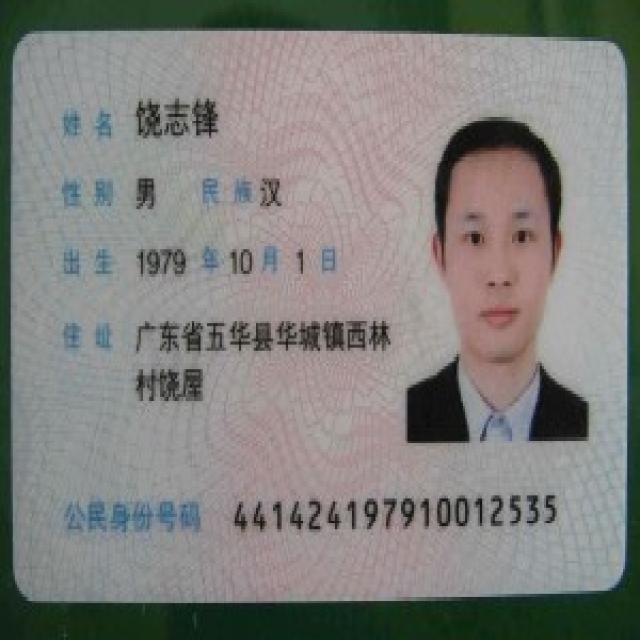 姓名 饶志锋
性别 男 民族 汉
出生 1979 年 10 月 1 日
住址 广东省五华县华城镇西林
村饶屋
公民身份号码 441424197910012535